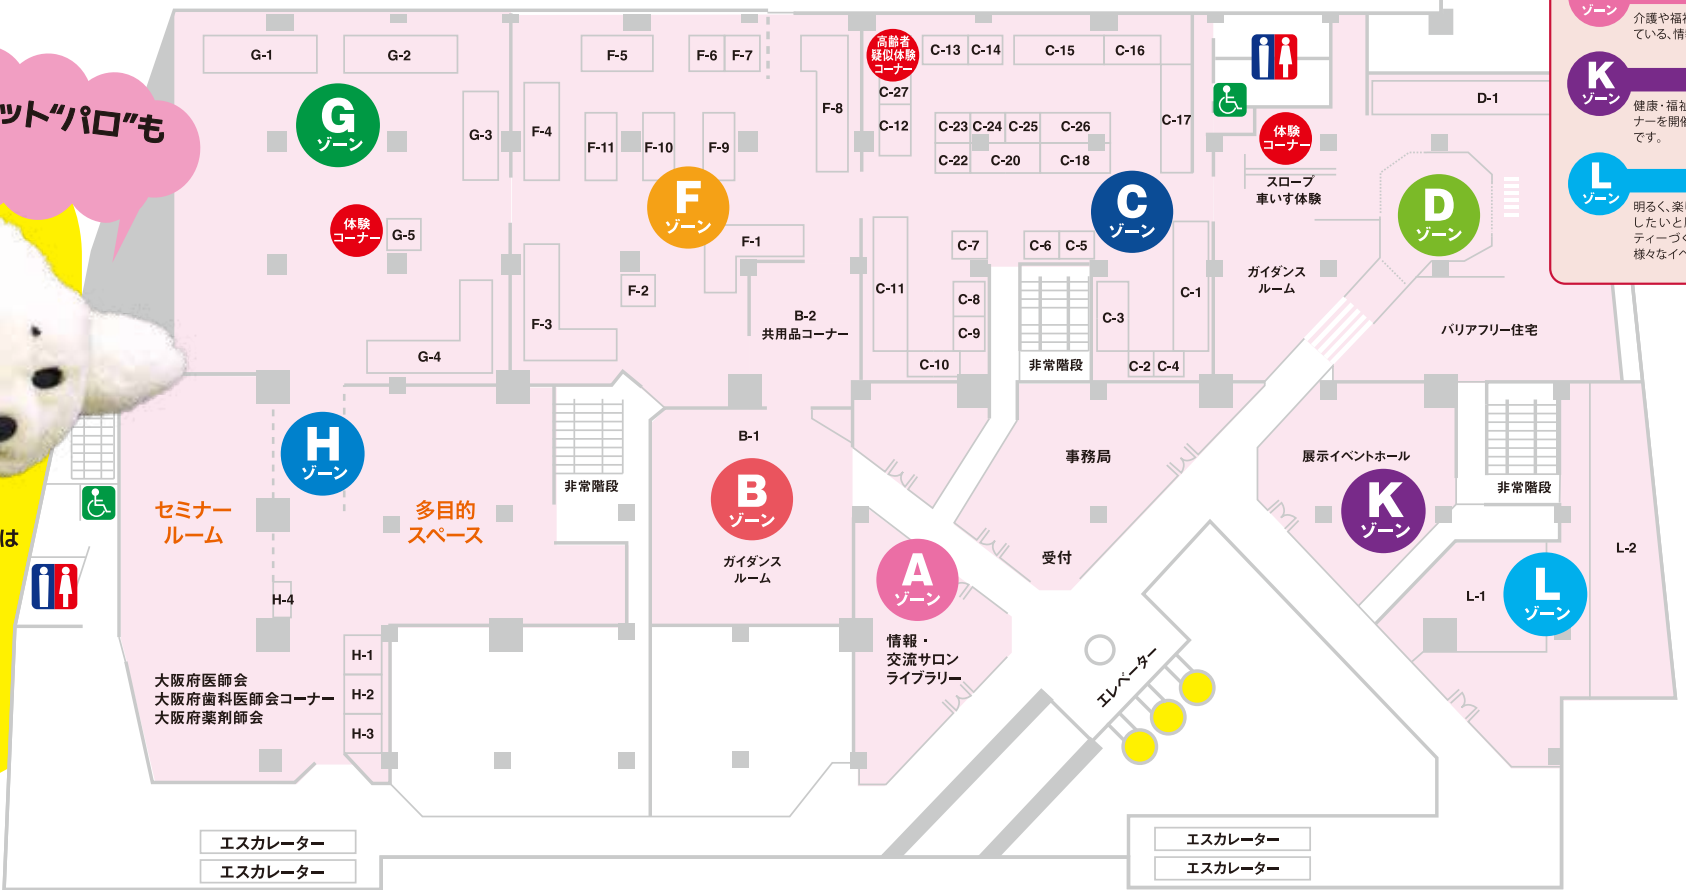 ット“パロ”も
は
G-1
G-2
G
ゾーン
G-3
体験
コーナー
G-5
G-4
F-5
F-6
F-7
F-8
F-4
F-11
F-10
F-9
F
ゾーン
F-1
F-2
F-3
B-2
共用品コーナー
高齢者
疑似体験
コーナー
C-13
C-14
C-15
C-16
C-27
C-12
C-23
C-24
C-25
C-26
C-22
C-20
C-18
C-17
C
ゾーン
C-7
C-6
C-5
C-11
C-8
C-9
C-10
C-3
C-1
C-2
C-4
非常階段
体験
コーナー
スロープ
車いす体験
ガイダンス
ルーム
D-1
D
ゾーン
バリアフリー住宅
ゾーン
介護や福祉
ている、情
K
ゾーン
健康・福祉
ナーを開催
です。
L
ゾーン
明るく、楽
したいと
ティーづく
様々なイベ
H
ゾーン
セミナー
ルーム
多目的
スペース
非常階段
H-4
H-1
H-2
H-3
大阪府医師会
大阪府歯科医師会コーナー
大阪府薬剤師会
B-1
B
ゾーン
ガイダンス
ルーム
A
ゾーン
情報・
交流サロン
ライブラリー
事務局
受付
エレベーター
展示イベントホール
K
ゾーン
非常階段
L-1
L
ゾーン
L-2
エスカレーター
エスカレーター
エスカレーター
エスカレーター